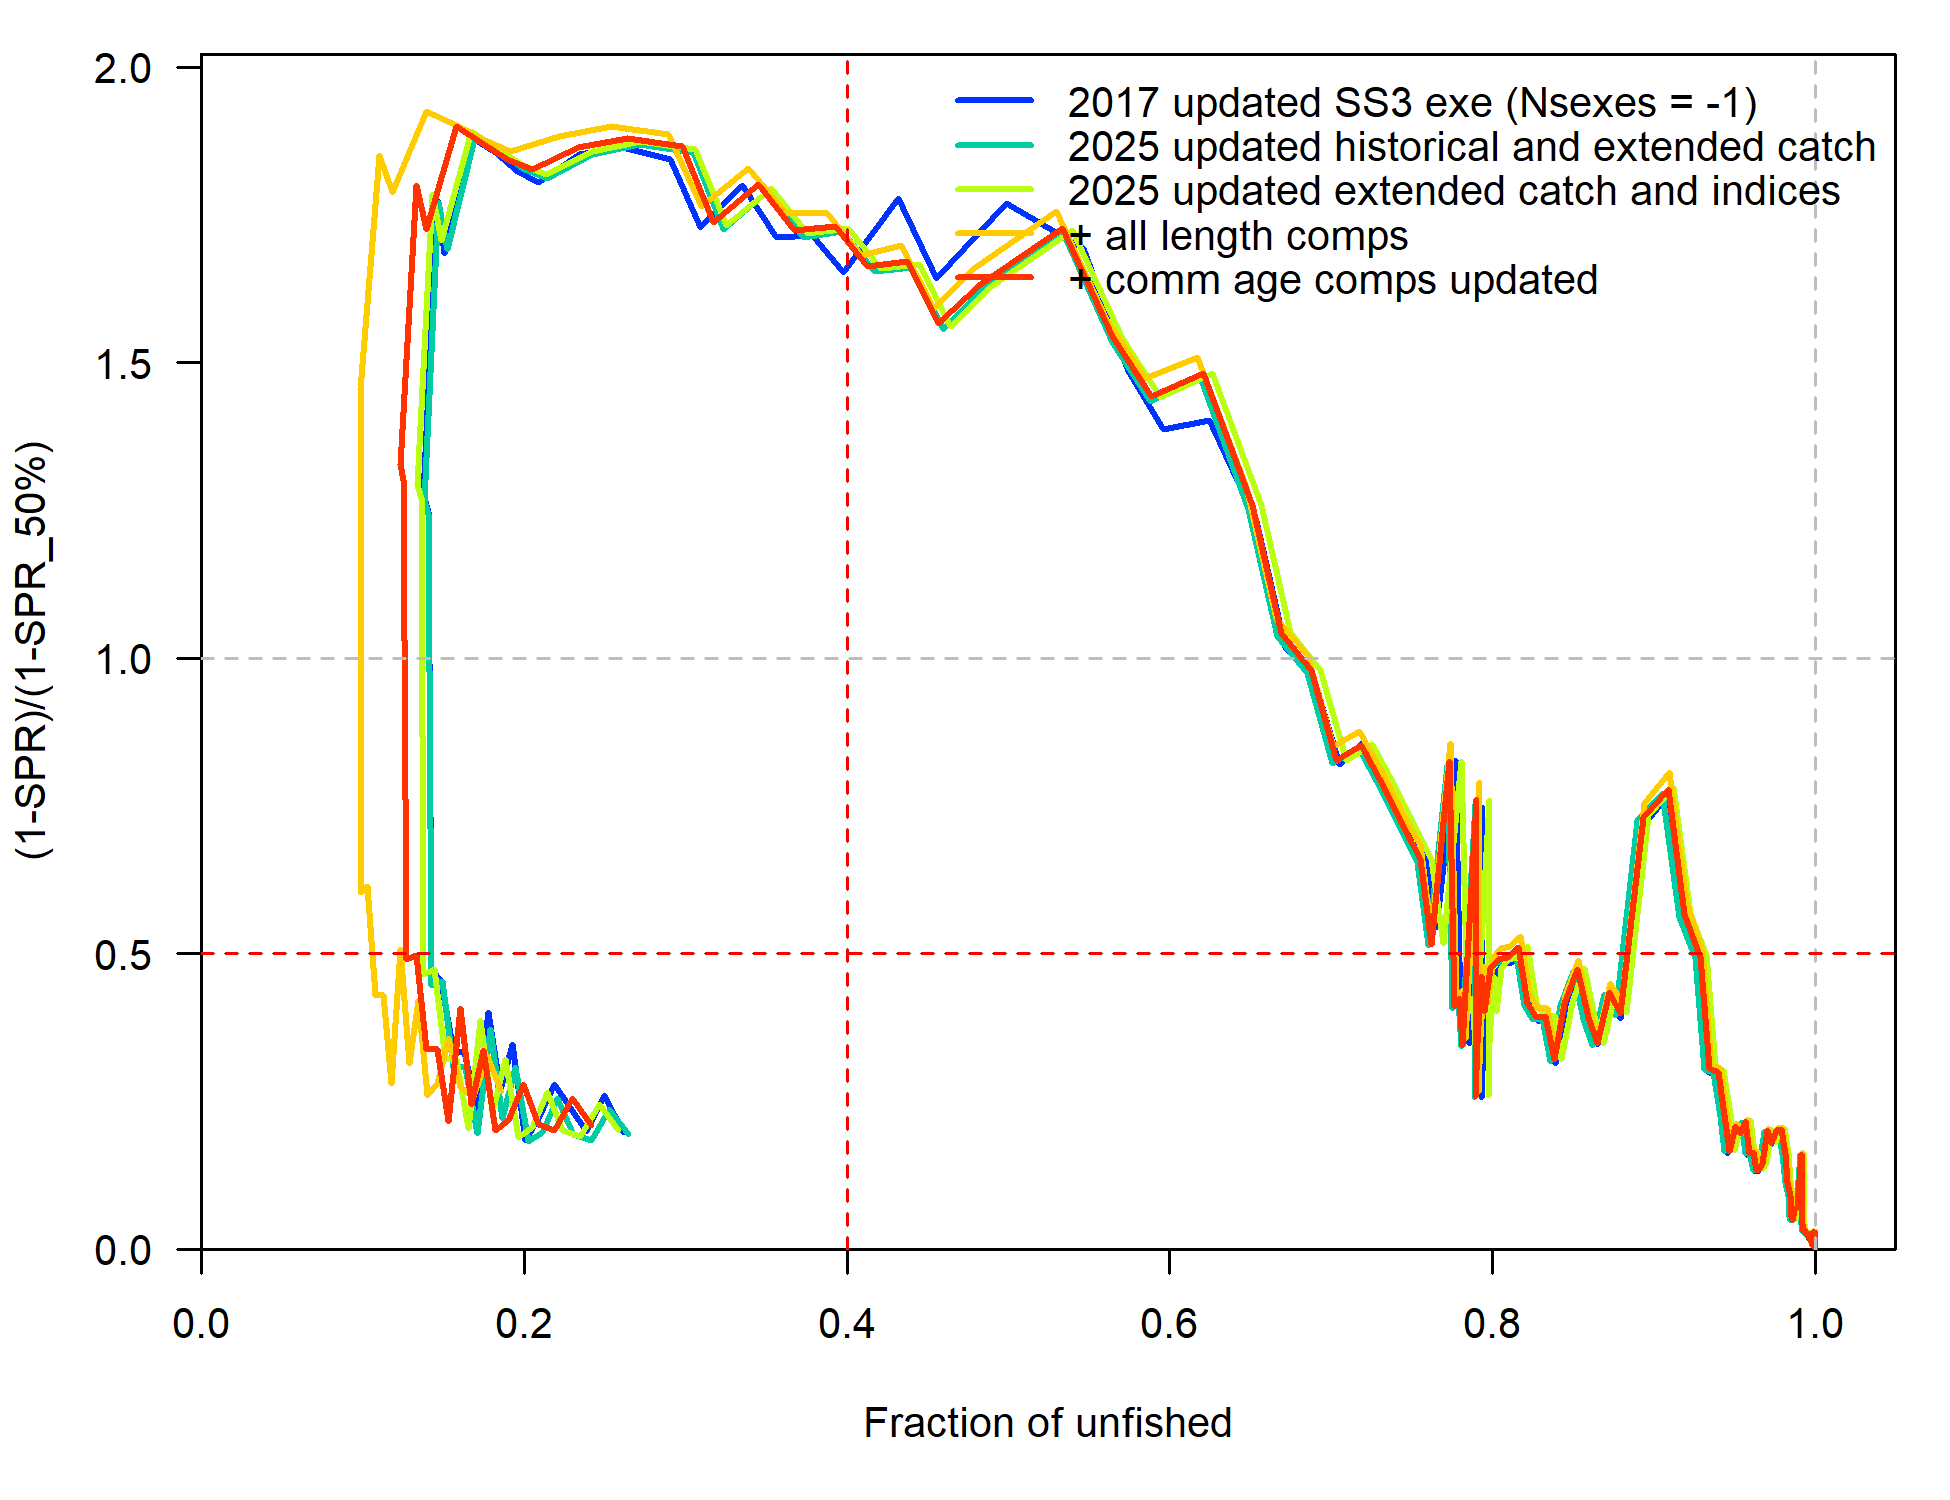 2.0
1.5
1.0
0.5
0.0
(1-SPR)/(1-SPR_50%)
2017 updated SS3 exe (Nsexes = -1)
2025 updated historical and extended catch
2025 updated extended catch and indices
+ all length comps
+ comm age comps updated
0.0 0.2 0.4 0.6 0.8 1.0
Fraction of unfished